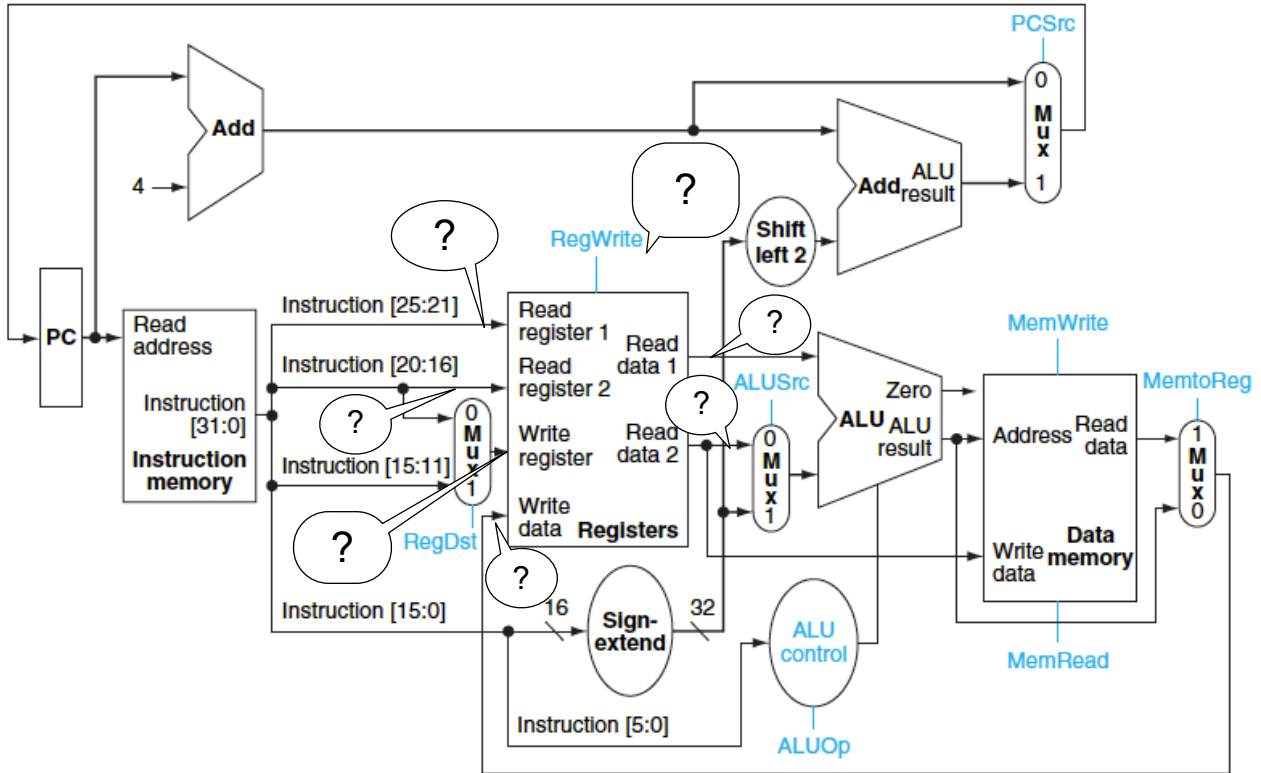 PCSrc
0
M
u
x
1
Add
4
Add
ALU
result
Shift
left 2
?
?
RegWrite
PC
Read
address
Instruction
[31:0]
Instruction
memory
Instruction [25:21]
Instruction [20:16]
?
0
M
u
x
1
Instruction [15:11]
RegDst
?
Read
register 1
Read
register 2
Write
register
Write
data
Read
data 1
Read
data 2
Registers
?
?
?
ALUSrc
0
M
u
x
1
Zero
ALU
ALU
result
MemWrite
Address
Read
data
Write
data
Data
memory
MemRead
MemtoReg
1
M
u
x
0
Instruction [15:0]
16
Sign-
extend
32
ALU
control
ALUOp
Instruction [5:0]